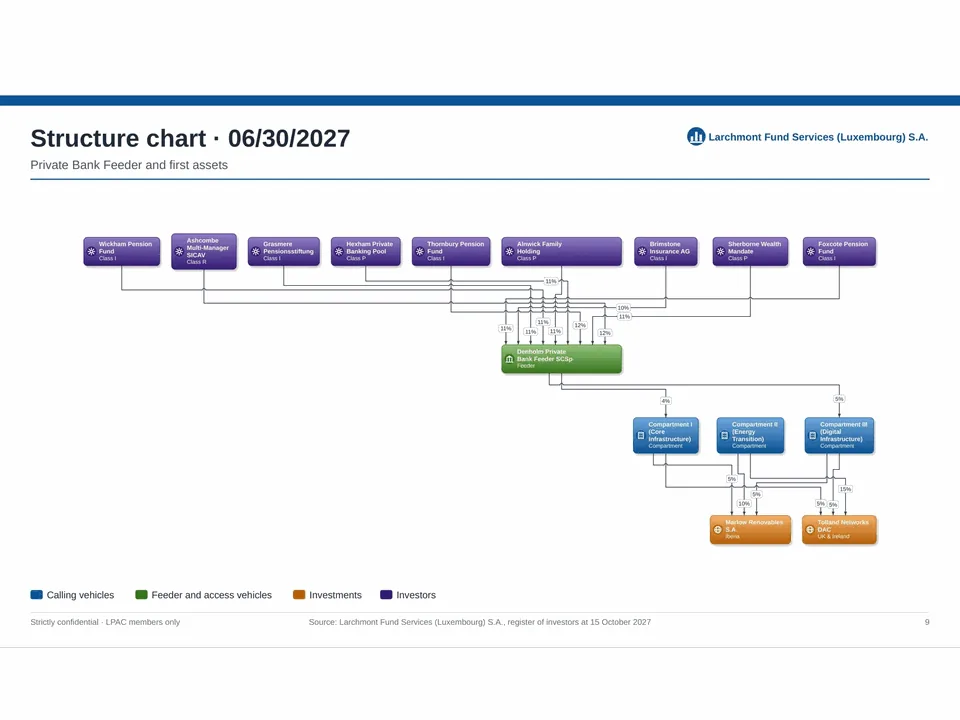 Structure chart · 06/30/2027
Larchmont Fund Services (Luxembourg) S.A.
Private Bank Feeder and first assets
Wickham Pension
Fund
Class I
Ashcombe
Multi-Manager
SICAV
Class R
Grasmere
Pensionsstiftung
Class I
Hexham Private
Banking Pool
Class P
Thornbury Pension
Fund
Class I
Alnwick Family
Holding
Class P
Brimstone
Insurance AG
Class I
Sherborne Wealth
Mandate
Class P
Foxcote Pension
Fund
Class I
11%
10%
11%
11%
11%
11%
11%
12%
12%
Denholm Private
Bank Feeder SCSp
Feeder
4%
5%
Compartment I
(Core
Infrastructure)
Compartment
Compartment II
(Energy
Transition)
Compartment
Compartment III
(Digital
Infrastructure)
Compartment
5%
10%
5%
5%
5%
15%
Marlow Renovables
S.A.
Iberia
Tolland Networks
DAC
UK & Ireland
Calling vehicles
Feeder and access vehicles
Investments
Investors
Strictly confidential · LPAC members only
Source: Larchmont Fund Services (Luxembourg) S.A., register of investors at 15 October 2027
9